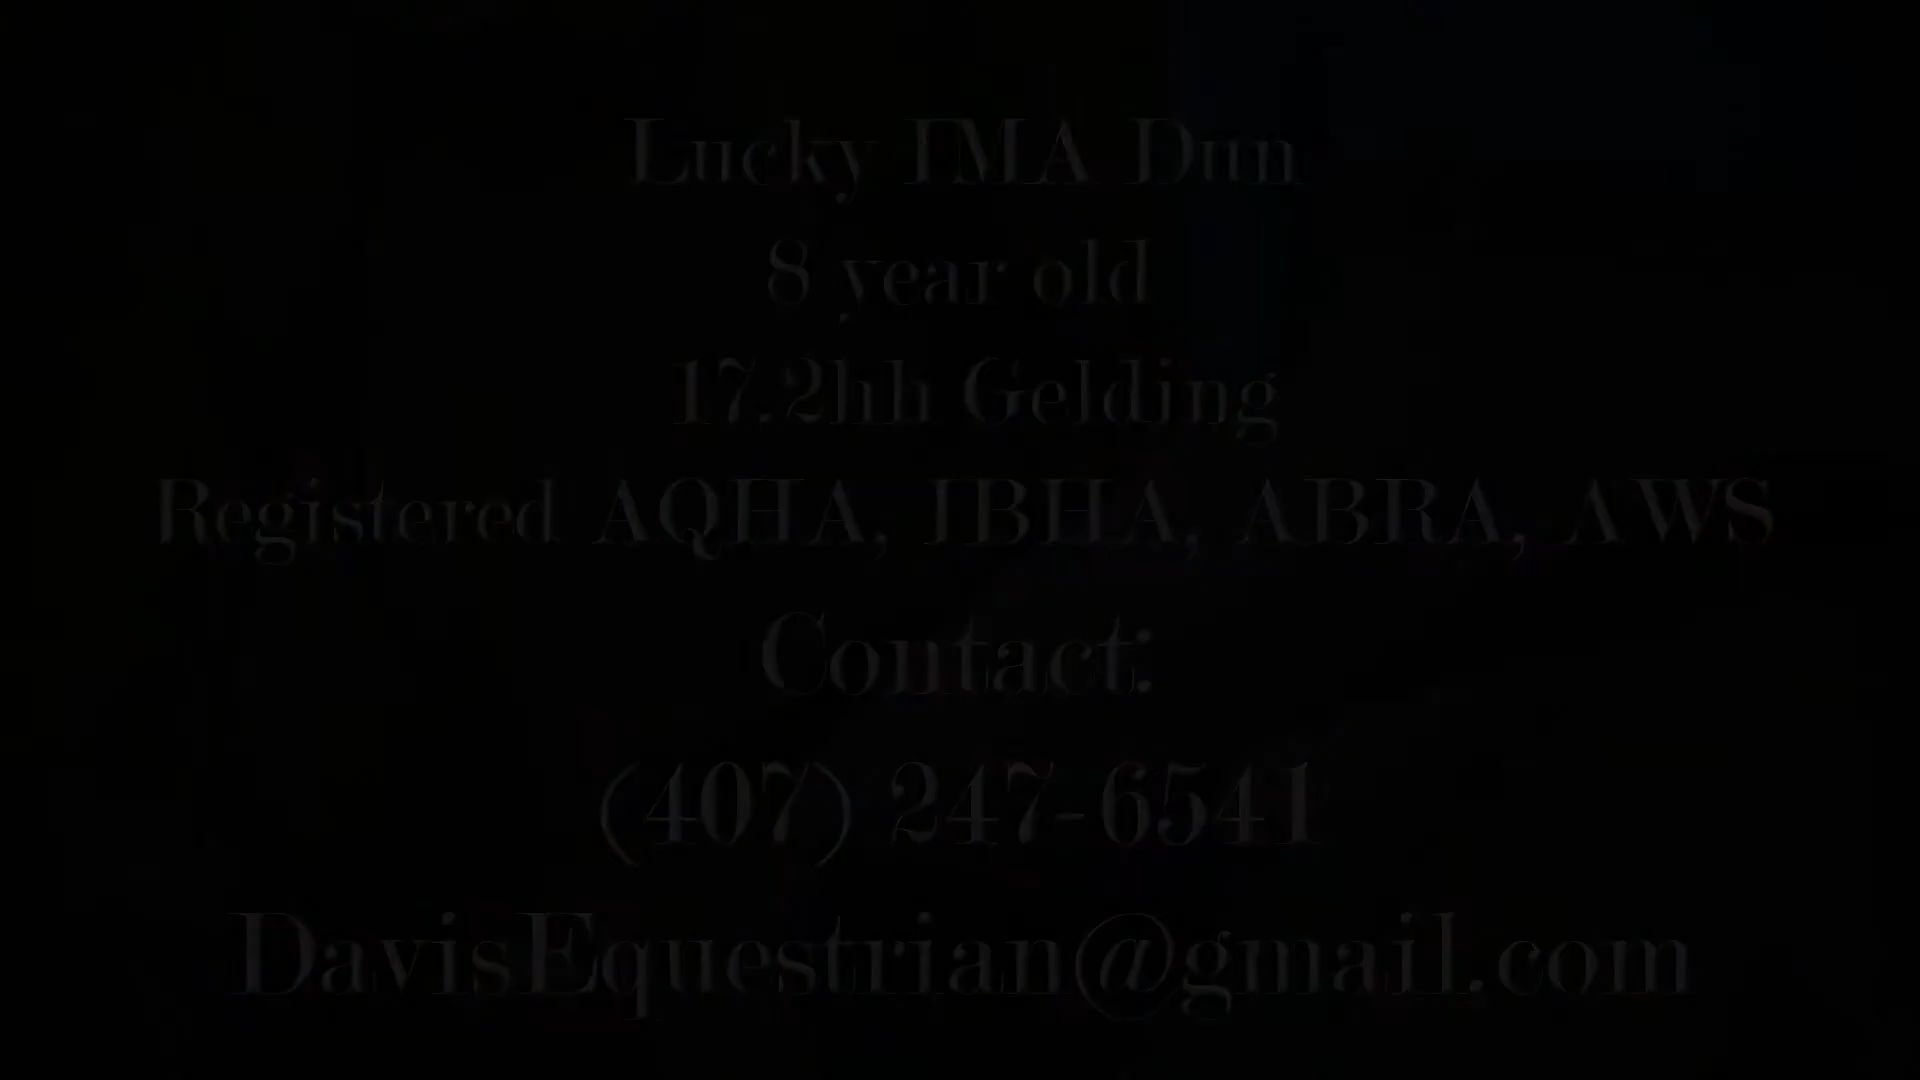 Lucky IMA Dun
8 year old
17.2hh Gelding
Registered AQHA, IBHA, ABRA, AWS
Contact:
(407) 247-6541
DavisEquestrian@gmail.com